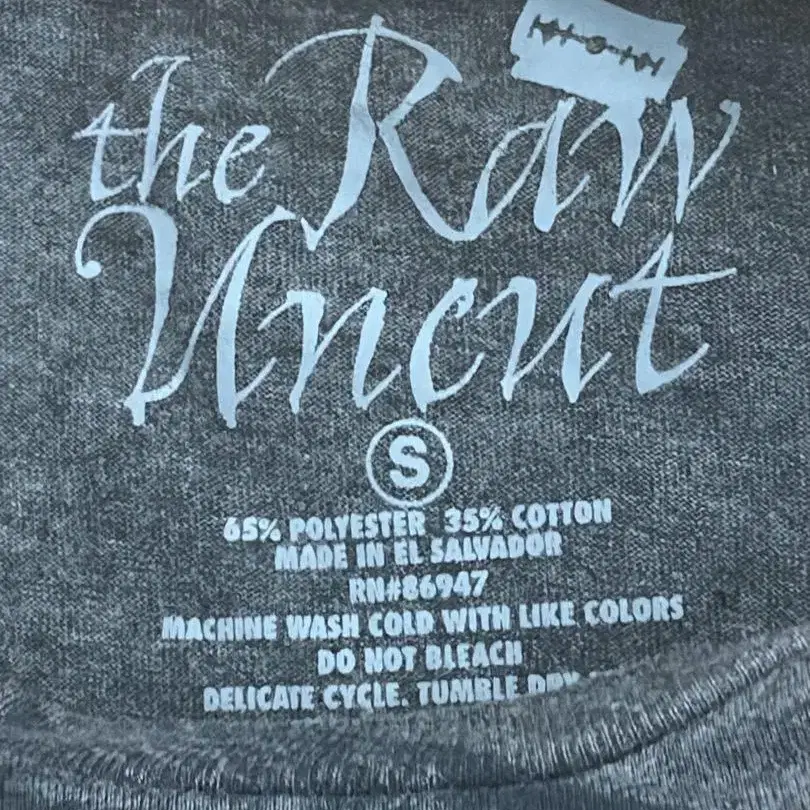 the Raw
Uncut
S
65% POLYESTER 35% COTTON
MADE IN EL SALVADOR
RN#86947
MACHINE WASH COLD WITH LIKE COLORS
DO NOT BLEACH
DELICATE CYCLE. TUMBLE DRY